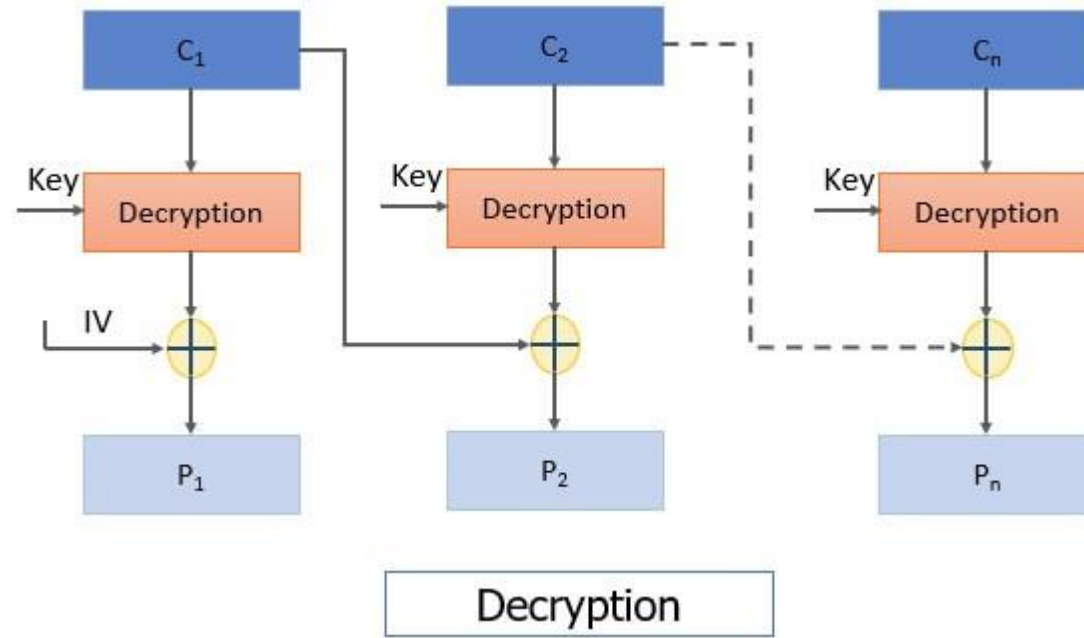 C₁
C₂
Cₙ
Key
Decryption
Key
Decryption
Key
Decryption
IV
P₁
P₂
Pₙ
Decryption